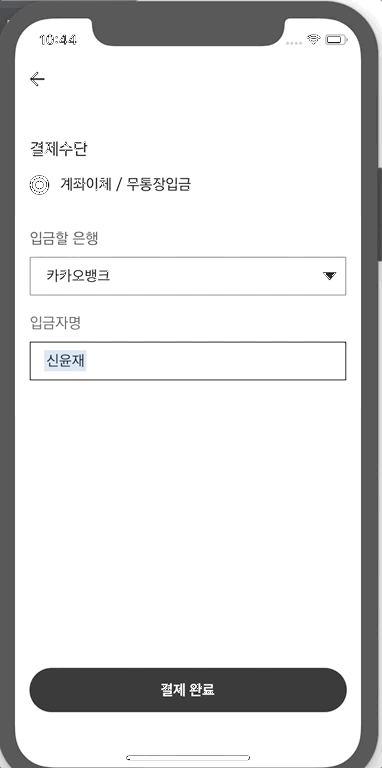 10:44
결제수단
계좌이체 / 무통장입금
입금할 은행
카카오뱅크
입금자명
신윤재
결제 완료